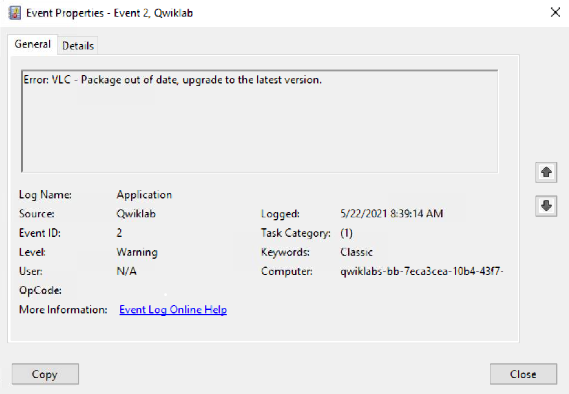 Event Properties - Event 2, Qwiklab
General Details
Error: VLC - Package out of date, upgrade to the latest version.
Log Name: Application
Source: Qwiklab Logged: 5/22/2021 8:39:14 AM
Event ID: 2 Task Category: (1)
Level: Warning Keywords: Classic
User: N/A Computer: qwiklabs-bb-7eca3cea-10b4-43f7-
OpCode:
More Information: Event Log Online Help
Copy Close